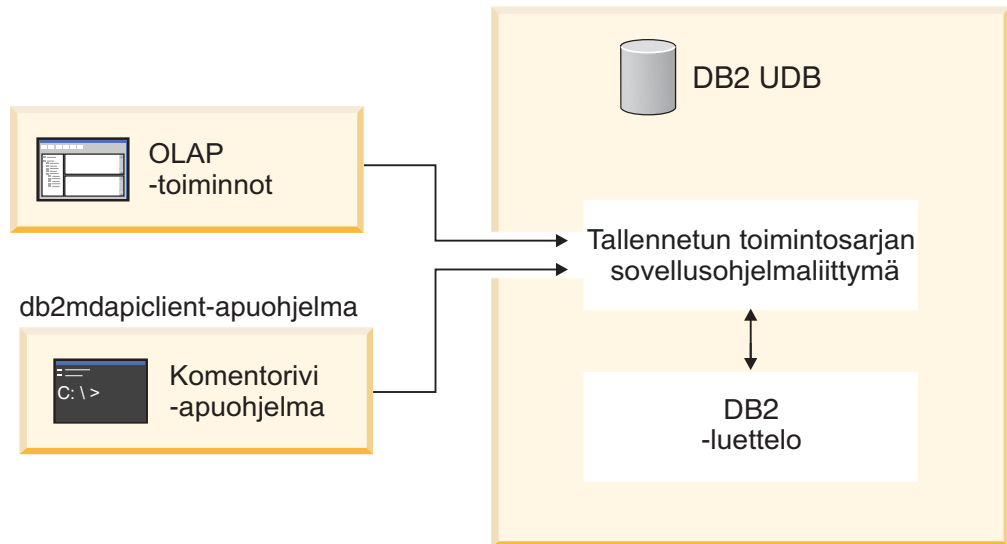 DB2 UDB
OLAP
-toiminnot
Tallennetun toimintosarjan
sovellusohjelmaliittymä
db2mdapiclient-apuohjelma
C: \ >
Komentorivi
-apuohjelma
DB2
-luettelo